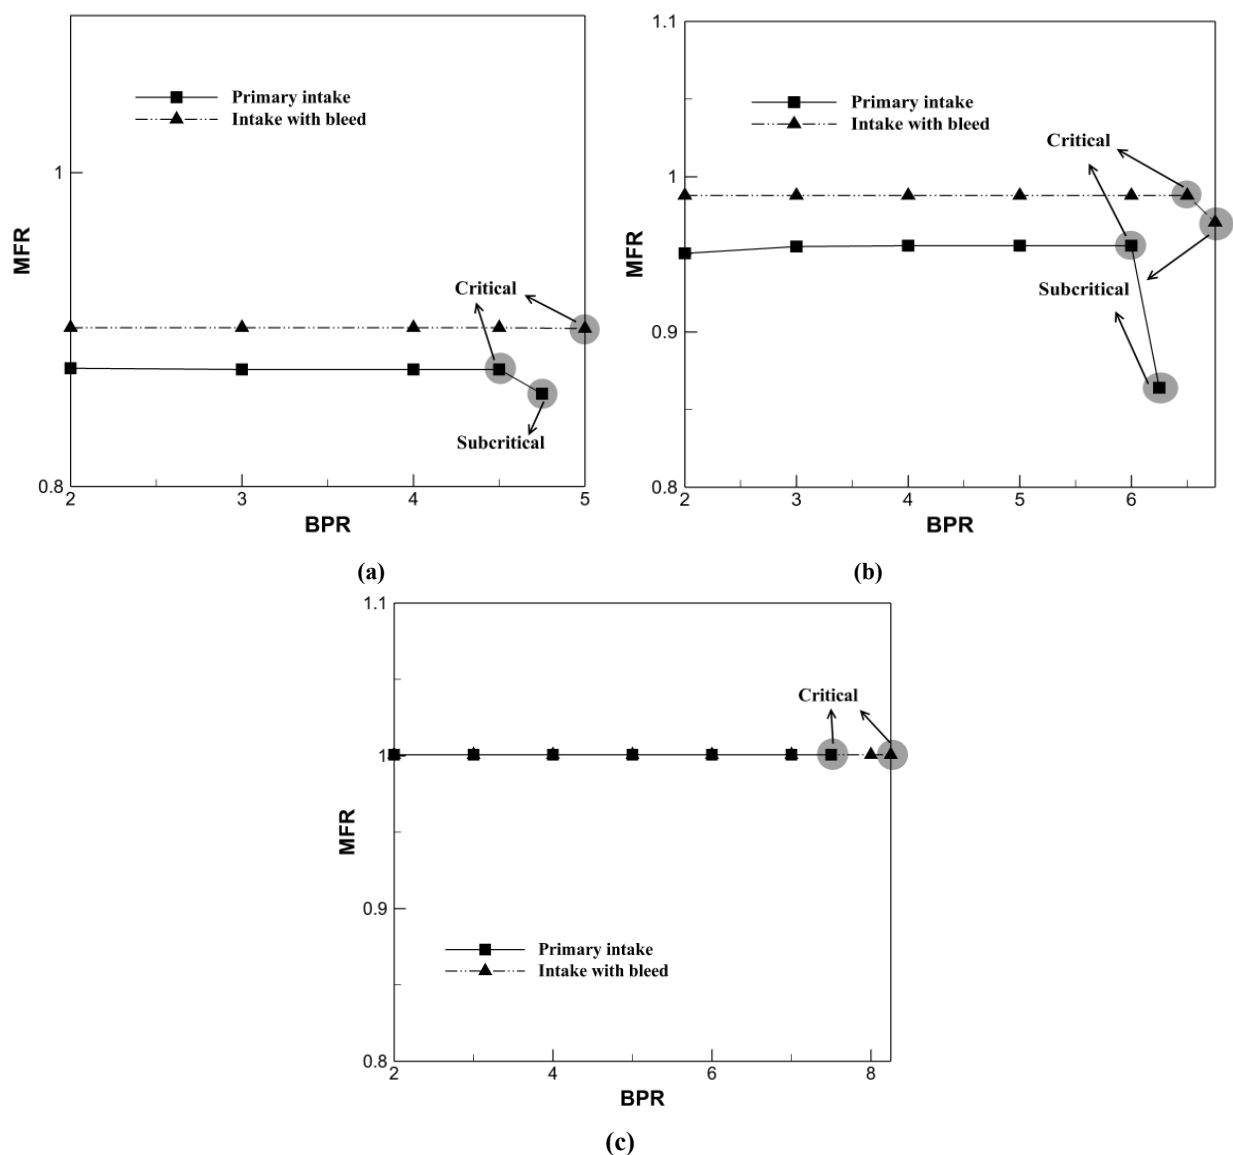 Primary intake
Intake with bleed
1
MFR
Critical
Subcritical
0.8
2 3 4 5
BPR
(a)
1.1
Primary intake
Intake with bleed
Critical
1
MFR
Subcritical
0.9
0.8
2 3 4 5 6
BPR
(b)
1.1
Critical
1
MFR
0.9
Primary intake
Intake with bleed
0.8
2 4 6 8
BPR
(c)